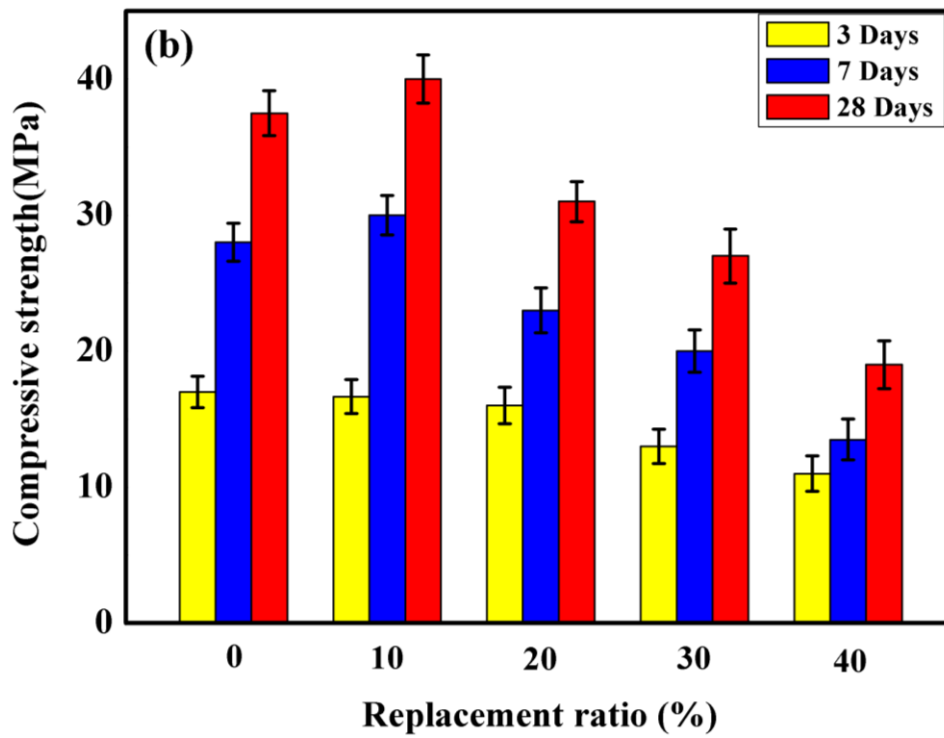 (b)
3 Days
7 Days
28 Days
Compressive strength(MPa)
40
30
20
10
0
0 10 20 30 40
Replacement ratio (%)